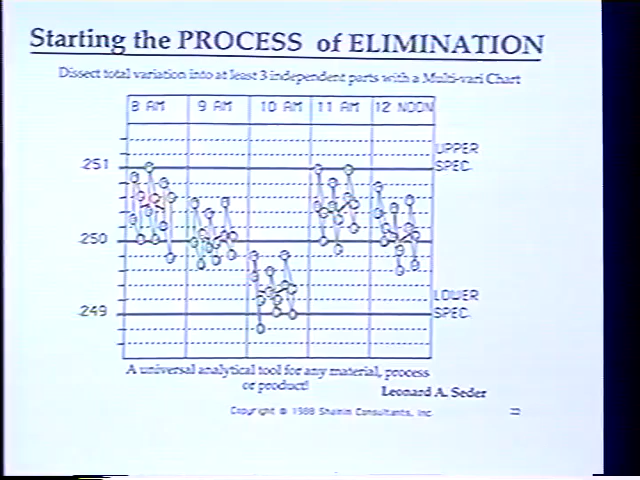 Starting the PROCESS of ELIMINATION
Dissect total variation into at least 3 independent parts with a Multi-vari Chart
8 AM 9 AM 10 AM 11 AM 12 NOON
UPPER
.251 SPEC.
.250
LOWER
.249 SPEC.
A universal analytical tool for any material, process
or product!
Leonard A. Seder
Copyright © 1988 Shainin Consultants, Inc.